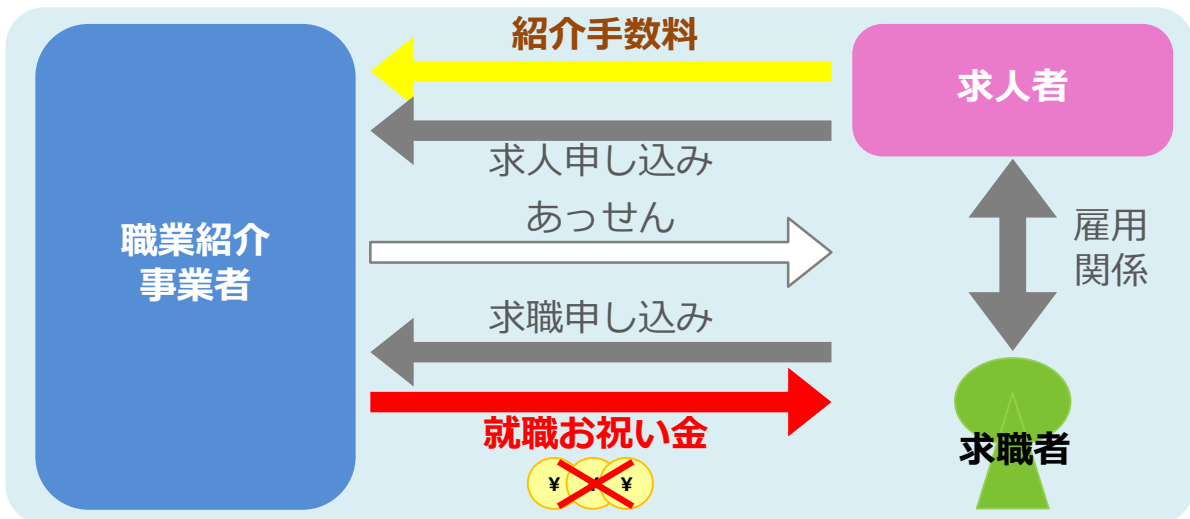 紹介手数料
求人者
求人申し込み
あっせん
職業紹介
事業者
雇用
関係
求職申し込み
就職お祝い金
求職者
¥ ¥ ¥